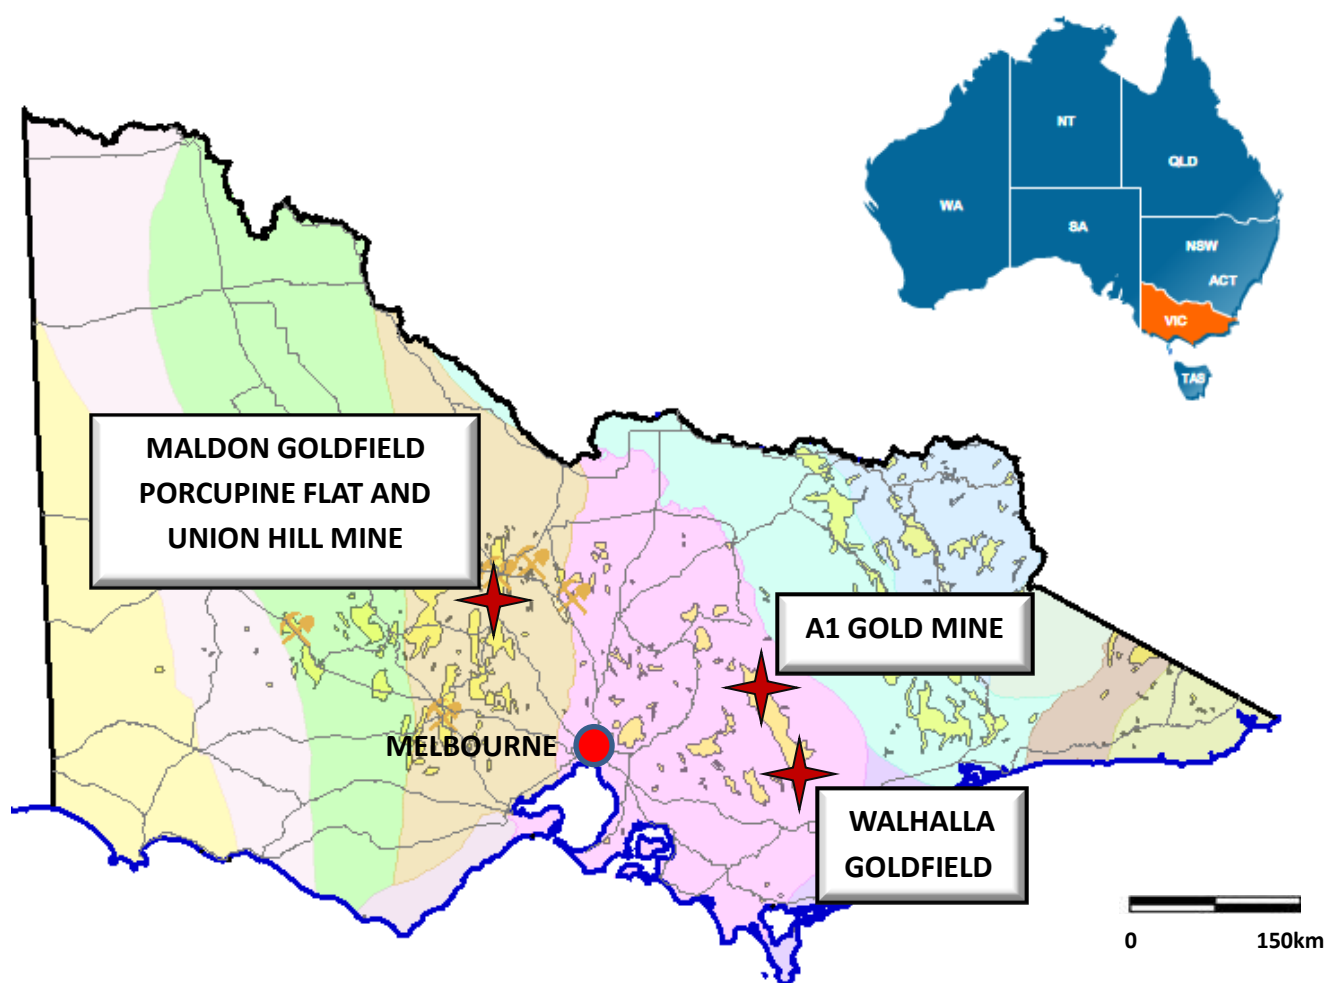 NT
QLD
WA
SA
NSW
ACT
VIC
TAS
MALDON GOLDFIELD
PORCUPINE FLAT AND
UNION HILL MINE
A1 GOLD MINE
MELBOURNE
WALHALLA
GOLDFIELD
0 150km